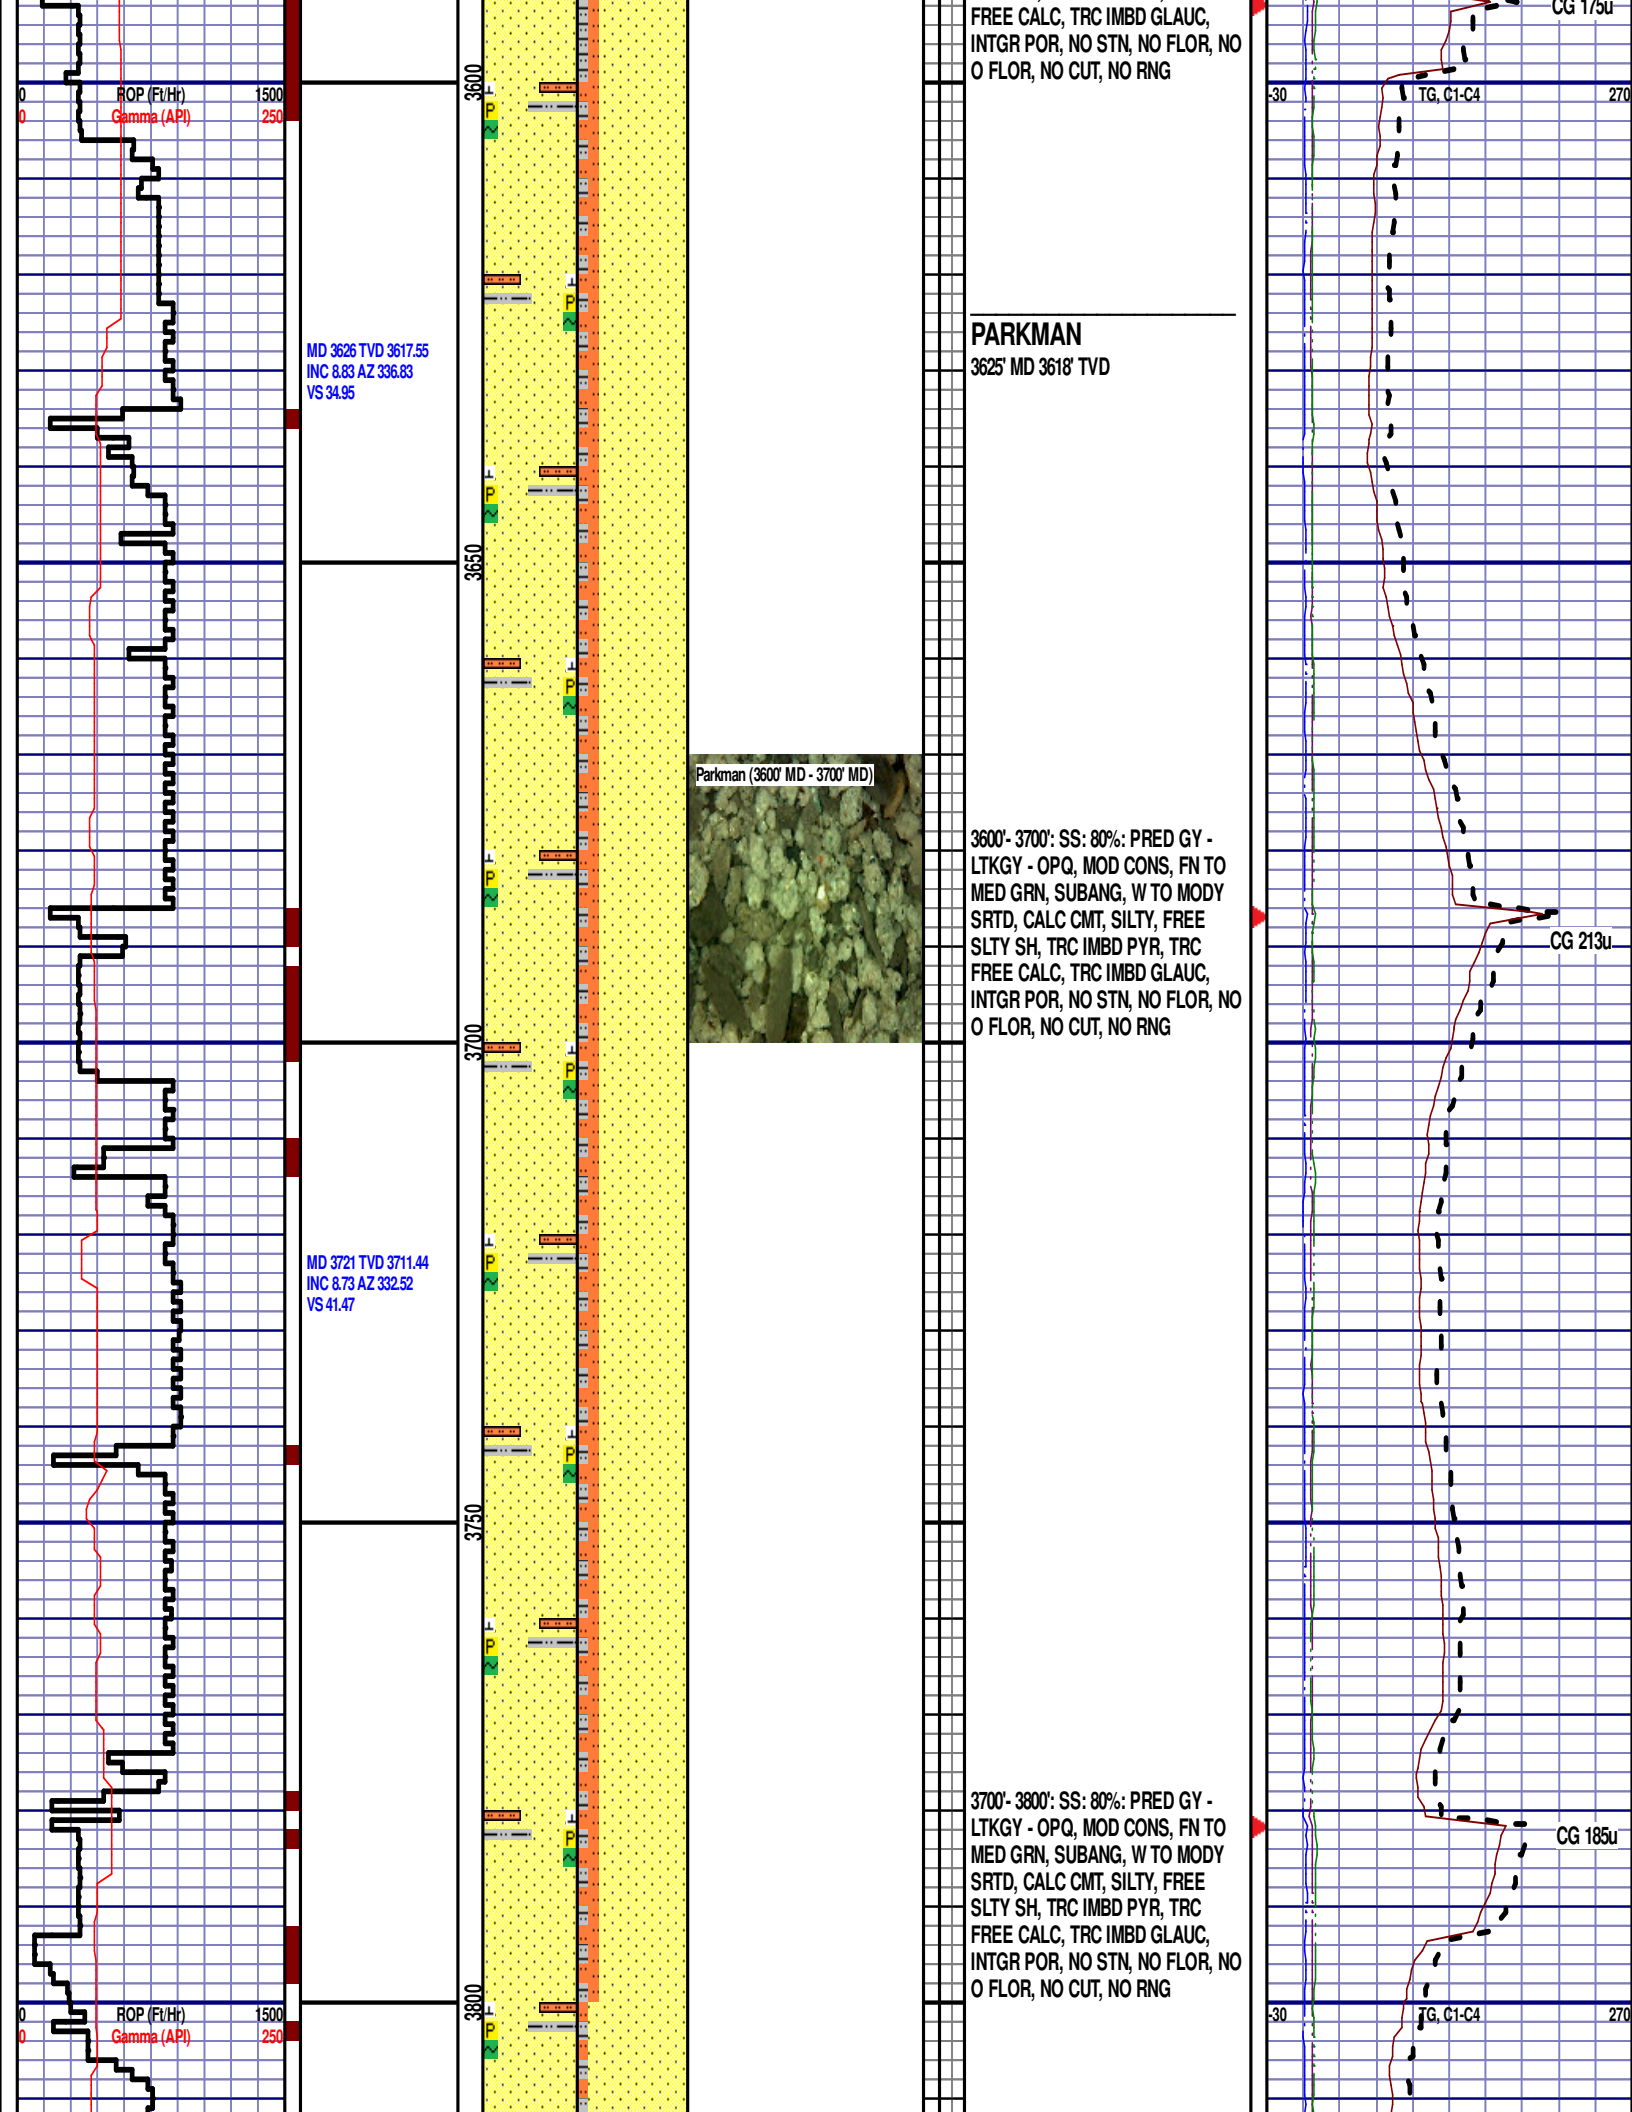 FREE CALC, TRC IMBD GLAUC,
INTGR POR, NO STN, NO FLOR, NO
O FLOR, NO CUT, NO RNG
CG 175u
3600
0 ROP (Ft/Hr) 1500
0 Gamma (API) 250
-30 TG, C1-C4 270
PARKMAN
3625' MD 3618' TVD
MD 3626 TVD 3617.55
INC 8.83 AZ 336.83
VS 34.95
3650
Parkman (3600' MD - 3700' MD)
3600'- 3700': SS: 80%: PRED GY -
LTKGY - OPQ, MOD CONS, FN TO
MED GRN, SUBANG, W TO MODY
SRTD, CALC CMT, SILTY, FREE
SLTY SH, TRC IMBD PYR, TRC
FREE CALC, TRC IMBD GLAUC,
INTGR POR, NO STN, NO FLOR, NO
O FLOR, NO CUT, NO RNG
CG 213u
3700
MD 3721 TVD 3711.44
INC 8.73 AZ 332.52
VS 41.47
3750
3700'- 3800': SS: 80%: PRED GY -
LTKGY - OPQ, MOD CONS, FN TO
MED GRN, SUBANG, W TO MODY
SRTD, CALC CMT, SILTY, FREE
SLTY SH, TRC IMBD PYR, TRC
FREE CALC, TRC IMBD GLAUC,
INTGR POR, NO STN, NO FLOR, NO
O FLOR, NO CUT, NO RNG
CG 185u
3800
0 ROP (Ft/Hr) 1500
0 Gamma (API) 250
-30 TG, C1-C4 270
P
P
P
P
P
P
P
P
P
P
P